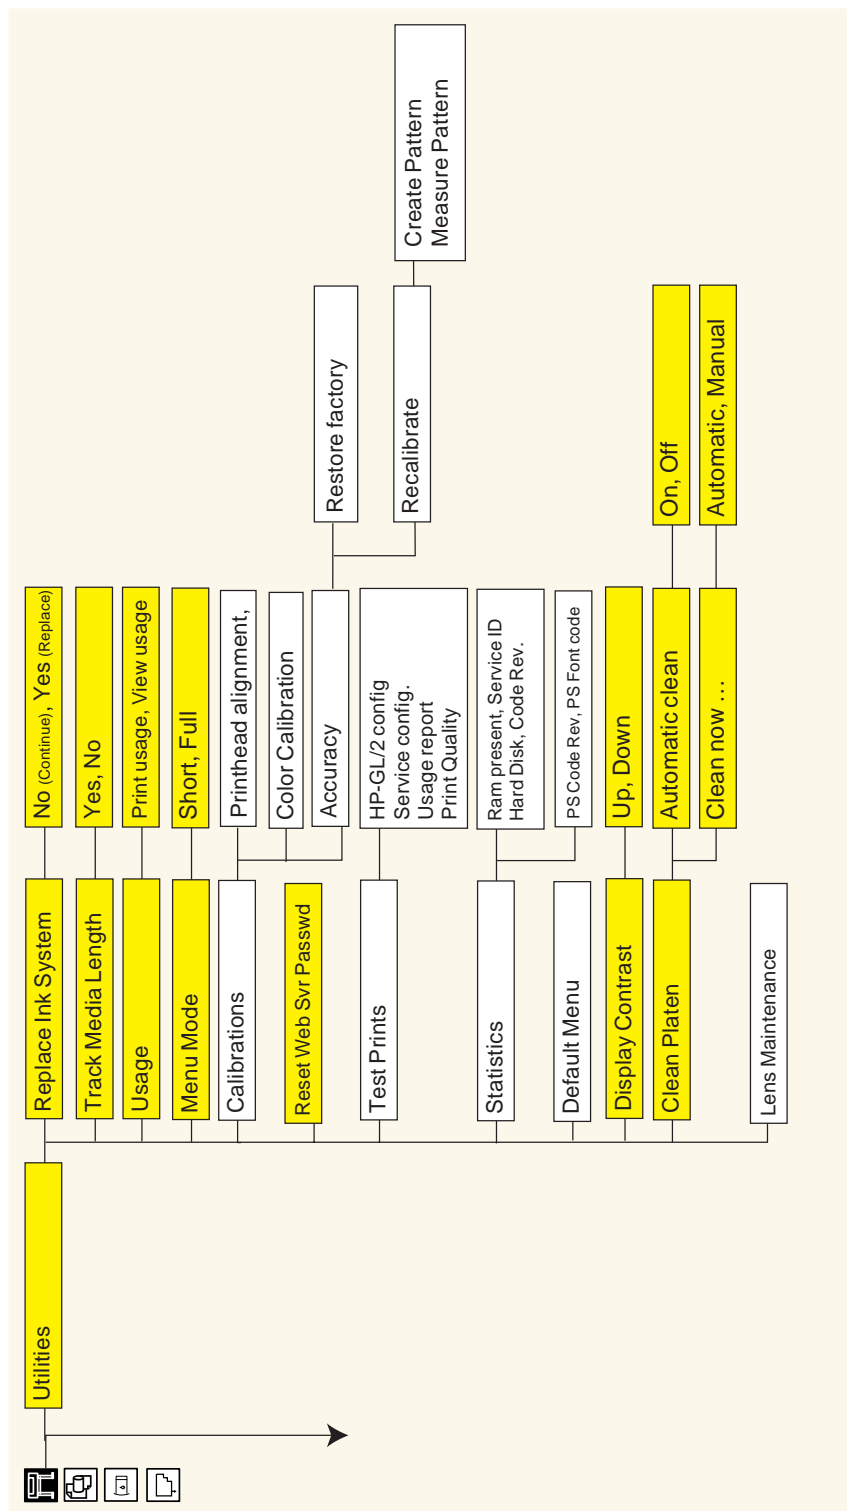 Utilities
Replace Ink System
No (Continue), Yes (Replace)
Track Media Length
Yes, No
Usage
Print usage, View usage
Menu Mode
Short, Full
Calibrations
Printhead alignment,
Color Calibration
Accuracy
Restore factory
Recalibrate
Create Pattern
Measure Pattern
Reset Web Svr Passwd
Test Prints
HP-GL/2 config
Service config.
Usage report
Print Quality
Statistics
Ram present, Service ID
Hard Disk, Code Rev.
PS Code Rev, PS Font code
Default Menu
Display Contrast
Up, Down
Clean Platen
Automatic clean
On, Off
Clean now …
Automatic, Manual
Lens Maintenance